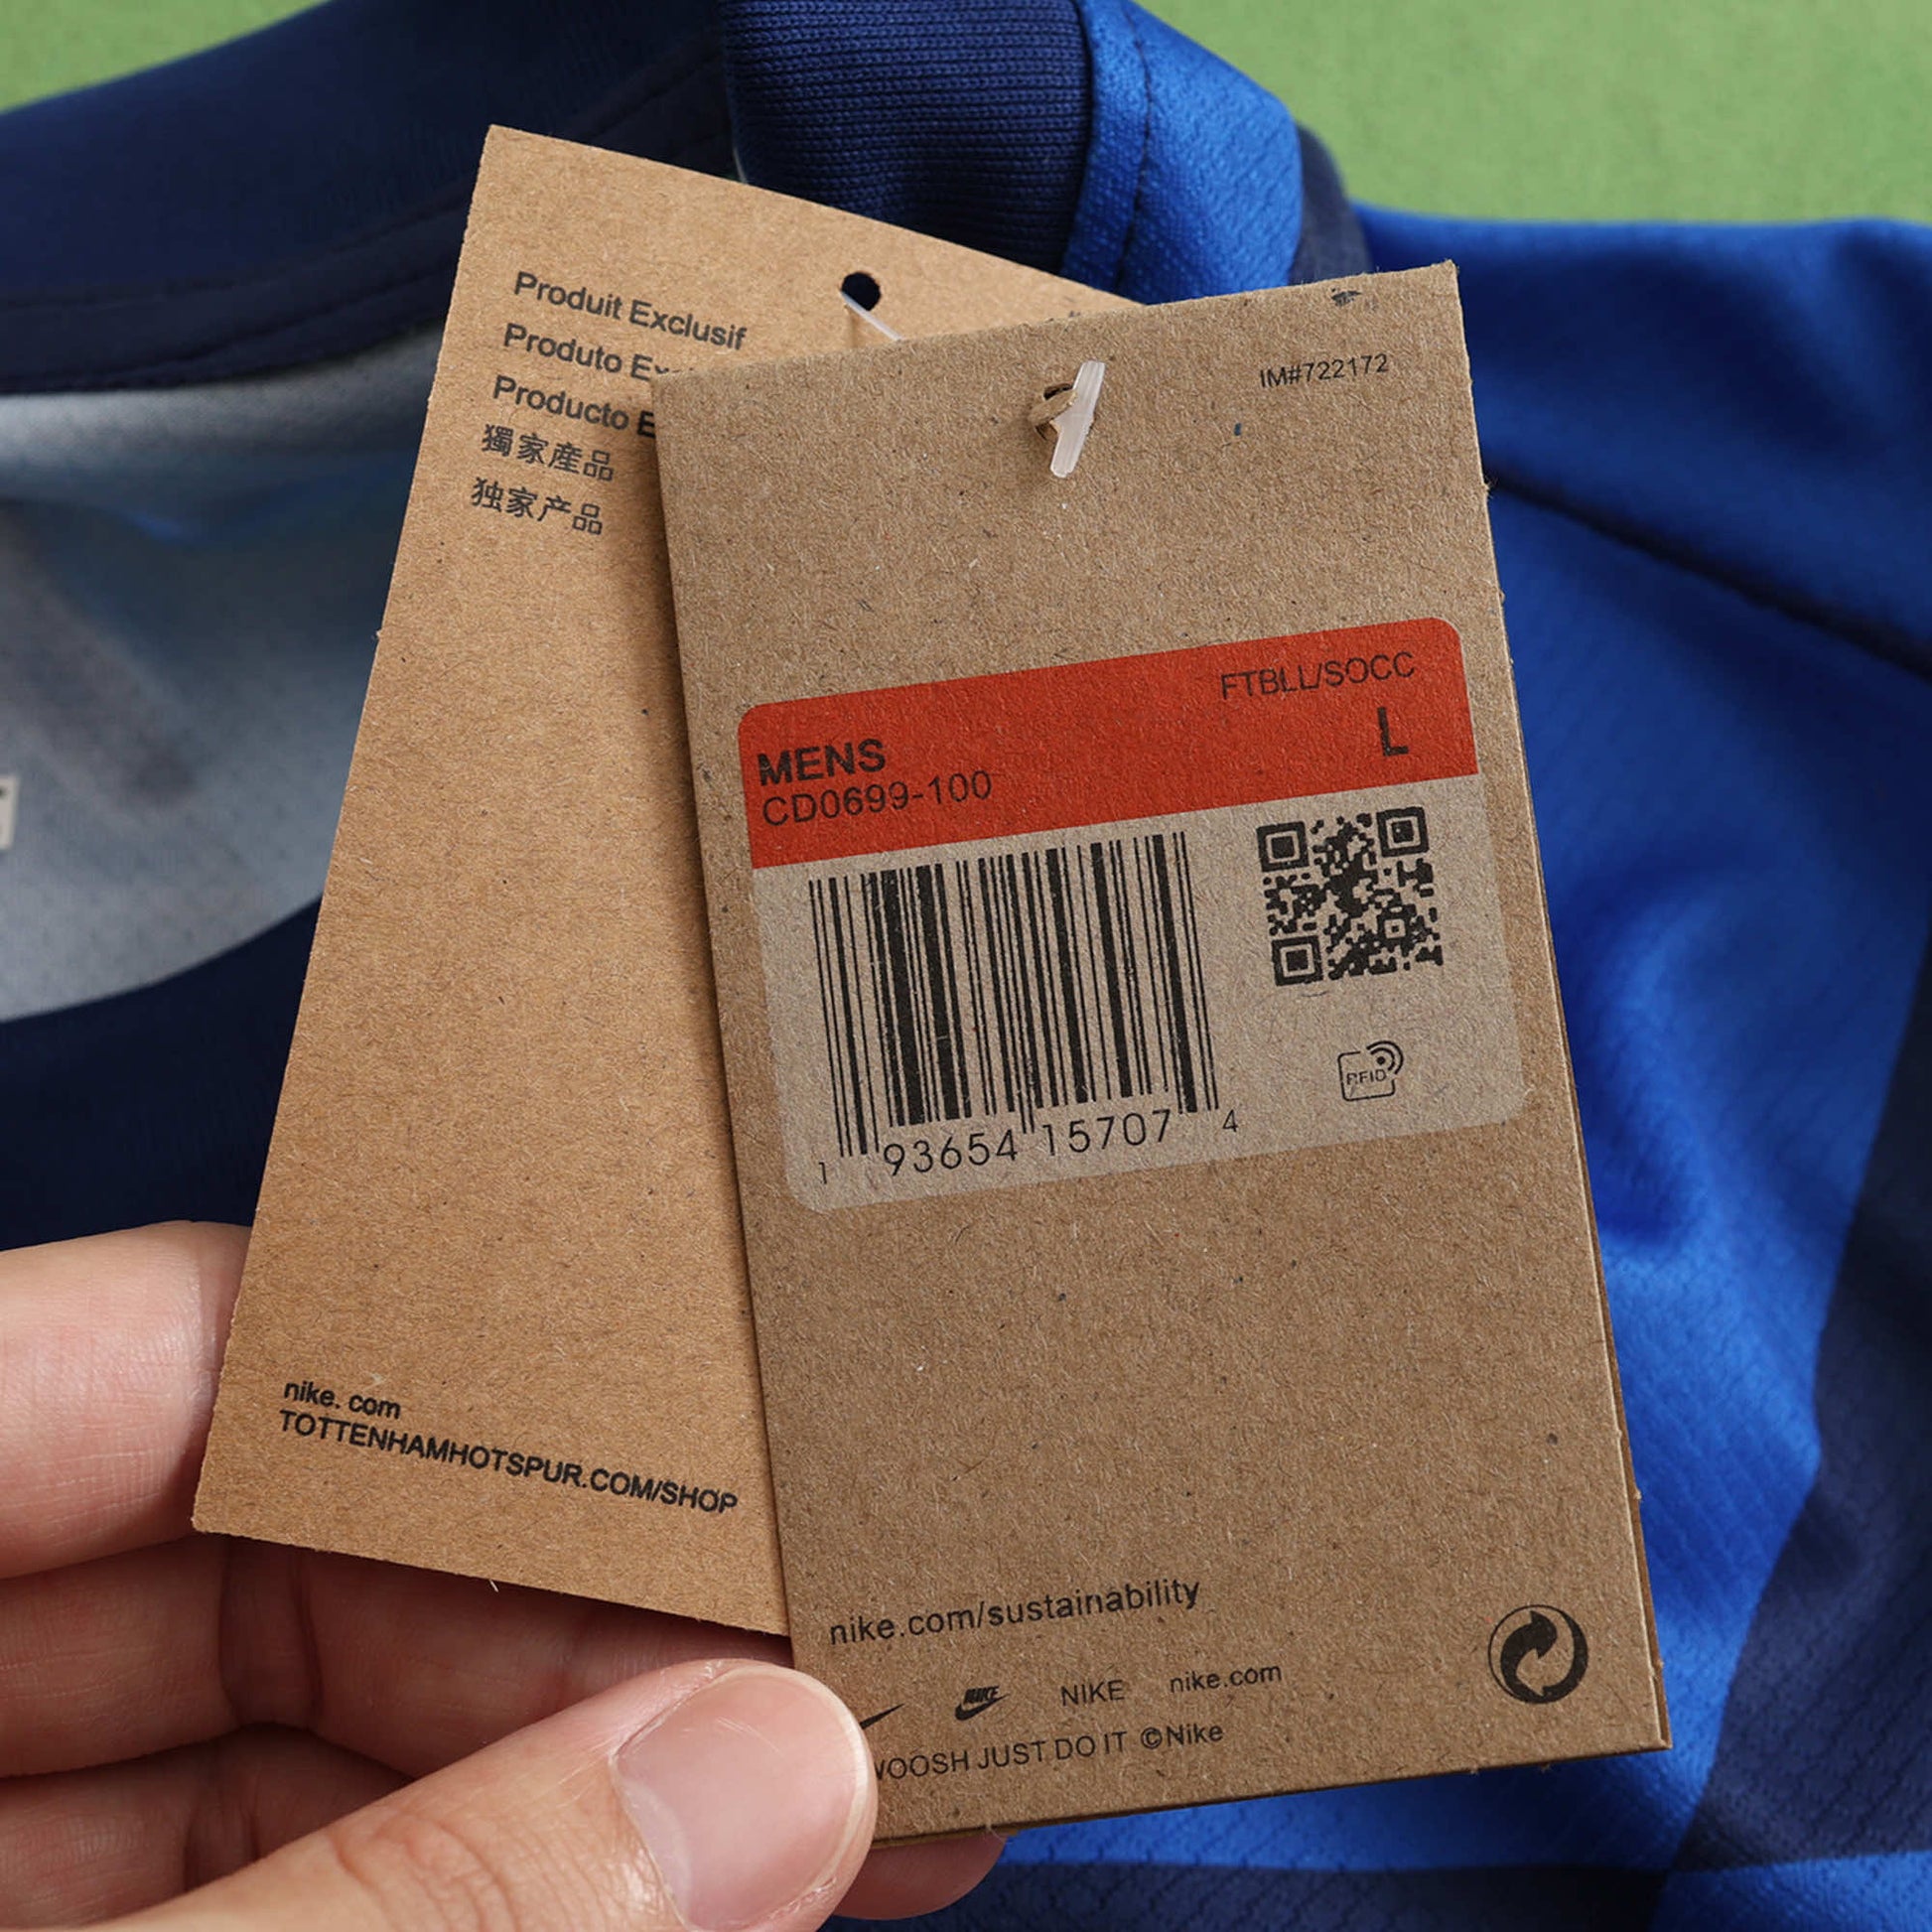 Produit Exclusif
Produto
Producto
獨家產品
独家产品
nike. com
TOTTENHAMHOTSPUR.COM/SHOP
IM#722172
FTBLL/SOCC
L
MENS
CD0699-100
1 93654 15707 4
RFID
nike.com/sustainability
NIKE NIKE nike.com
JUST DO IT ©Nike